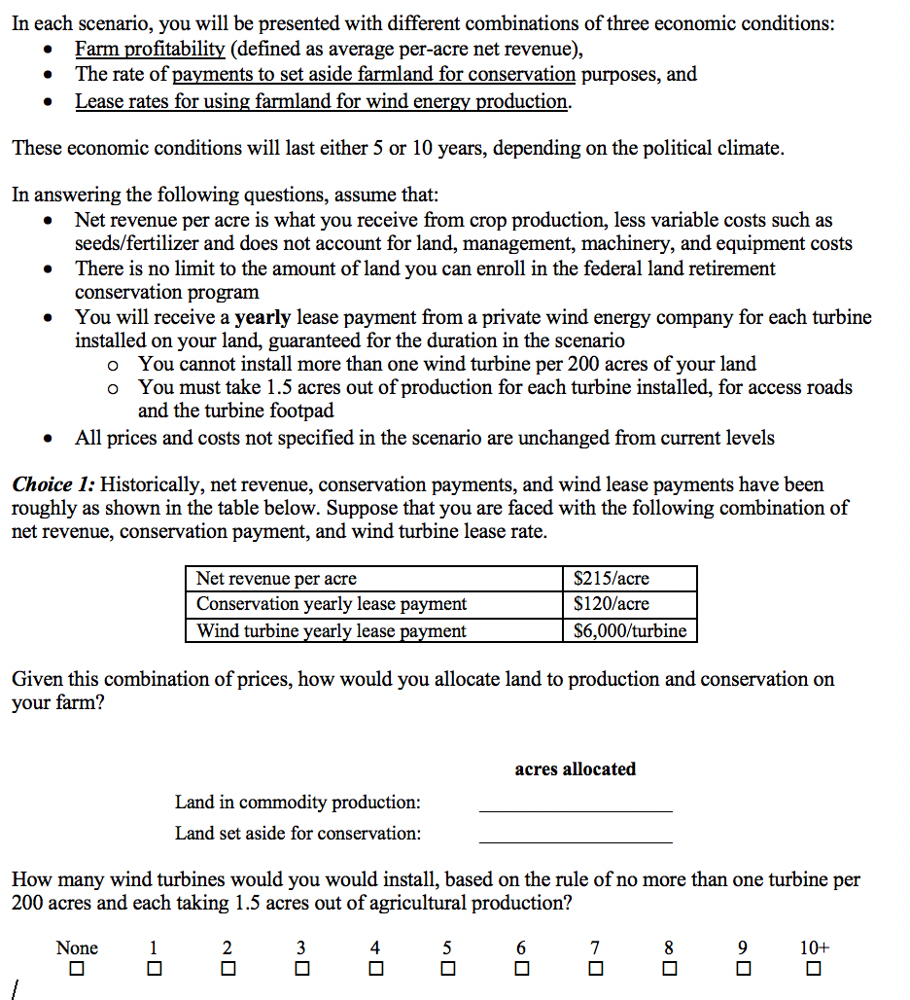 In each scenario, you will be presented with different combinations of three economic conditions:
• Farm profitability (defined as average per-acre net revenue),
• The rate of payments to set aside farmland for conservation purposes, and
• Lease rates for using farmland for wind energy production.
These economic conditions will last either 5 or 10 years, depending on the political climate.
In answering the following questions, assume that:
• Net revenue per acre is what you receive from crop production, less variable costs such as
seeds/fertilizer and does not account for land, management, machinery, and equipment costs
• There is no limit to the amount of land you can enroll in the federal land retirement
conservation program
• You will receive a yearly lease payment from a private wind energy company for each turbine
installed on your land, guaranteed for the duration in the scenario
o You cannot install more than one wind turbine per 200 acres of your land
o You must take 1.5 acres out of production for each turbine installed, for access roads
and the turbine footpad
• All prices and costs not specified in the scenario are unchanged from current levels
Choice 1: Historically, net revenue, conservation payments, and wind lease payments have been
roughly as shown in the table below. Suppose that you are faced with the following combination of
net revenue, conservation payment, and wind turbine lease rate.
Net revenue per acre $215/acre
Conservation yearly lease payment $120/acre
Wind turbine yearly lease payment $6,000/turbine
Given this combination of prices, how would you allocate land to production and conservation on
your farm?
acres allocated
Land in commodity production:
Land set aside for conservation:
How many wind turbines would you would install, based on the rule of no more than one turbine per
200 acres and each taking 1.5 acres out of agricultural production?
None 1 2 3 4 5 6 7 8 9 10+
/